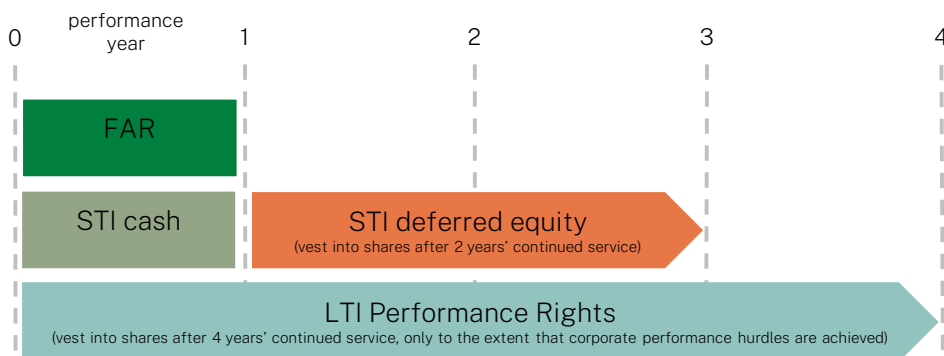 performance
year
0 1 2 3 4
FAR
STI cash
STI deferred equity
(vest into shares after 2 years’ continued service)
LTI Performance Rights
(vest into shares after 4 years’ continued service, only to the extent that corporate performance hurdles are achieved)